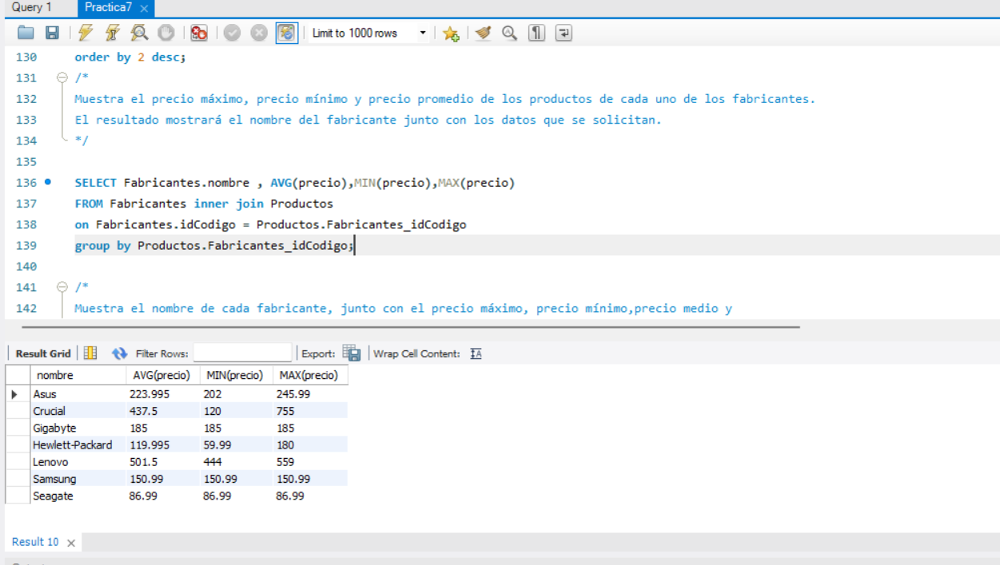 Query 1 Practica7
Limit to 1000 rows
130 order by 2 desc;
131 /*
132 Muestra el precio máximo, precio mínimo y precio promedio de los productos de cada uno de los fabricantes.
133 El resultado mostrará el nombre del fabricante junto con los datos que se solicitan.
134 */
135
136 SELECT Fabricantes.nombre , AVG(precio),MIN(precio),MAX(precio)
137 FROM Fabricantes inner join Productos
138 on Fabricantes.idCodigo = Productos.Fabricantes_idCodigo
139 group by Productos.Fabricantes_idCodigo;
140
141 /*
142 Muestra el nombre de cada fabricante, junto con el precio máximo, precio mínimo,precio medio y
Result Grid Filter Rows: Export: Wrap Cell Content:
nombre AVG(precio) MIN(precio) MAX(precio)
Asus 223.995 202 245.99
Crucial 437.5 120 755
Gigabyte 185 185 185
Hewlett-Packard 119.995 59.99 180
Lenovo 501.5 444 559
Samsung 150.99 150.99 150.99
Seagate 86.99 86.99 86.99
Result 10